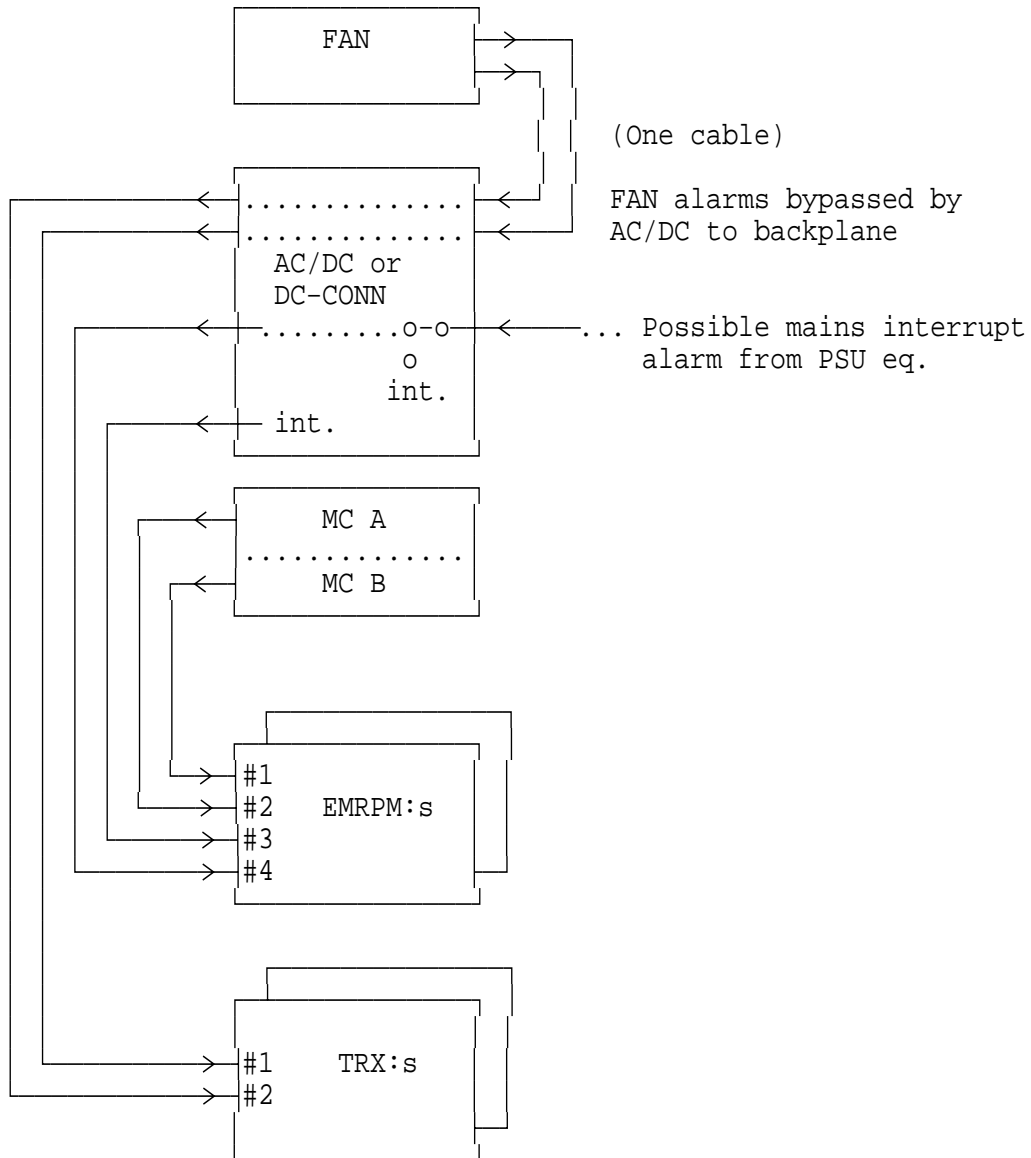 FAN
(One cable)
FAN alarms bypassed by
AC/DC to backplane
AC/DC or
DC-CONN
.........o-o
... Possible mains interrupt
o
alarm from PSU eq.
int.
int.
MC A
..............
MC B
#1
#2 EMRPM:s
#3
#4
#1 TRX:s
#2